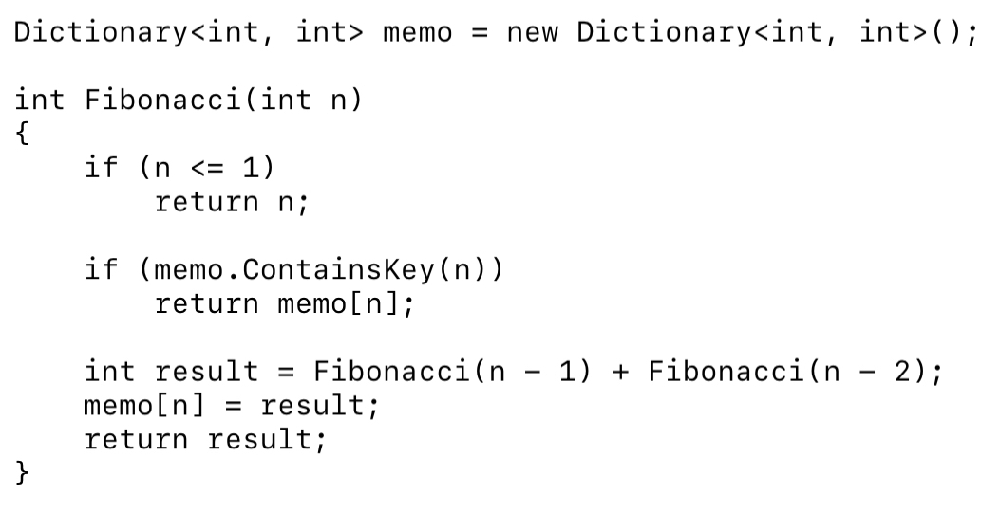 Dictionary<int, int> memo = new Dictionary<int, int>();

int Fibonacci(int n)
{
    if (n <= 1)
        return n;

    if (memo.ContainsKey(n))
        return memo[n];

    int result = Fibonacci(n - 1) + Fibonacci(n - 2);
    memo[n] = result;
    return result;
}